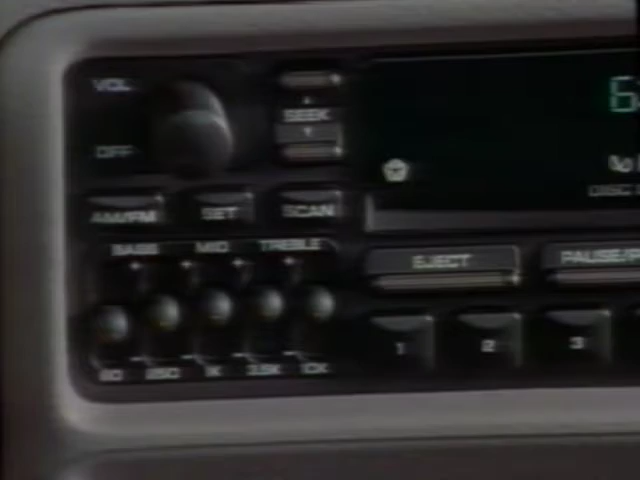 VOL
SEEK
OFF
6
DISC
AM/FM SET SCAN
BASS MID TREBLE
EJECT PAUSE/P
1 2 3
60 250 1K 3.5K 10K